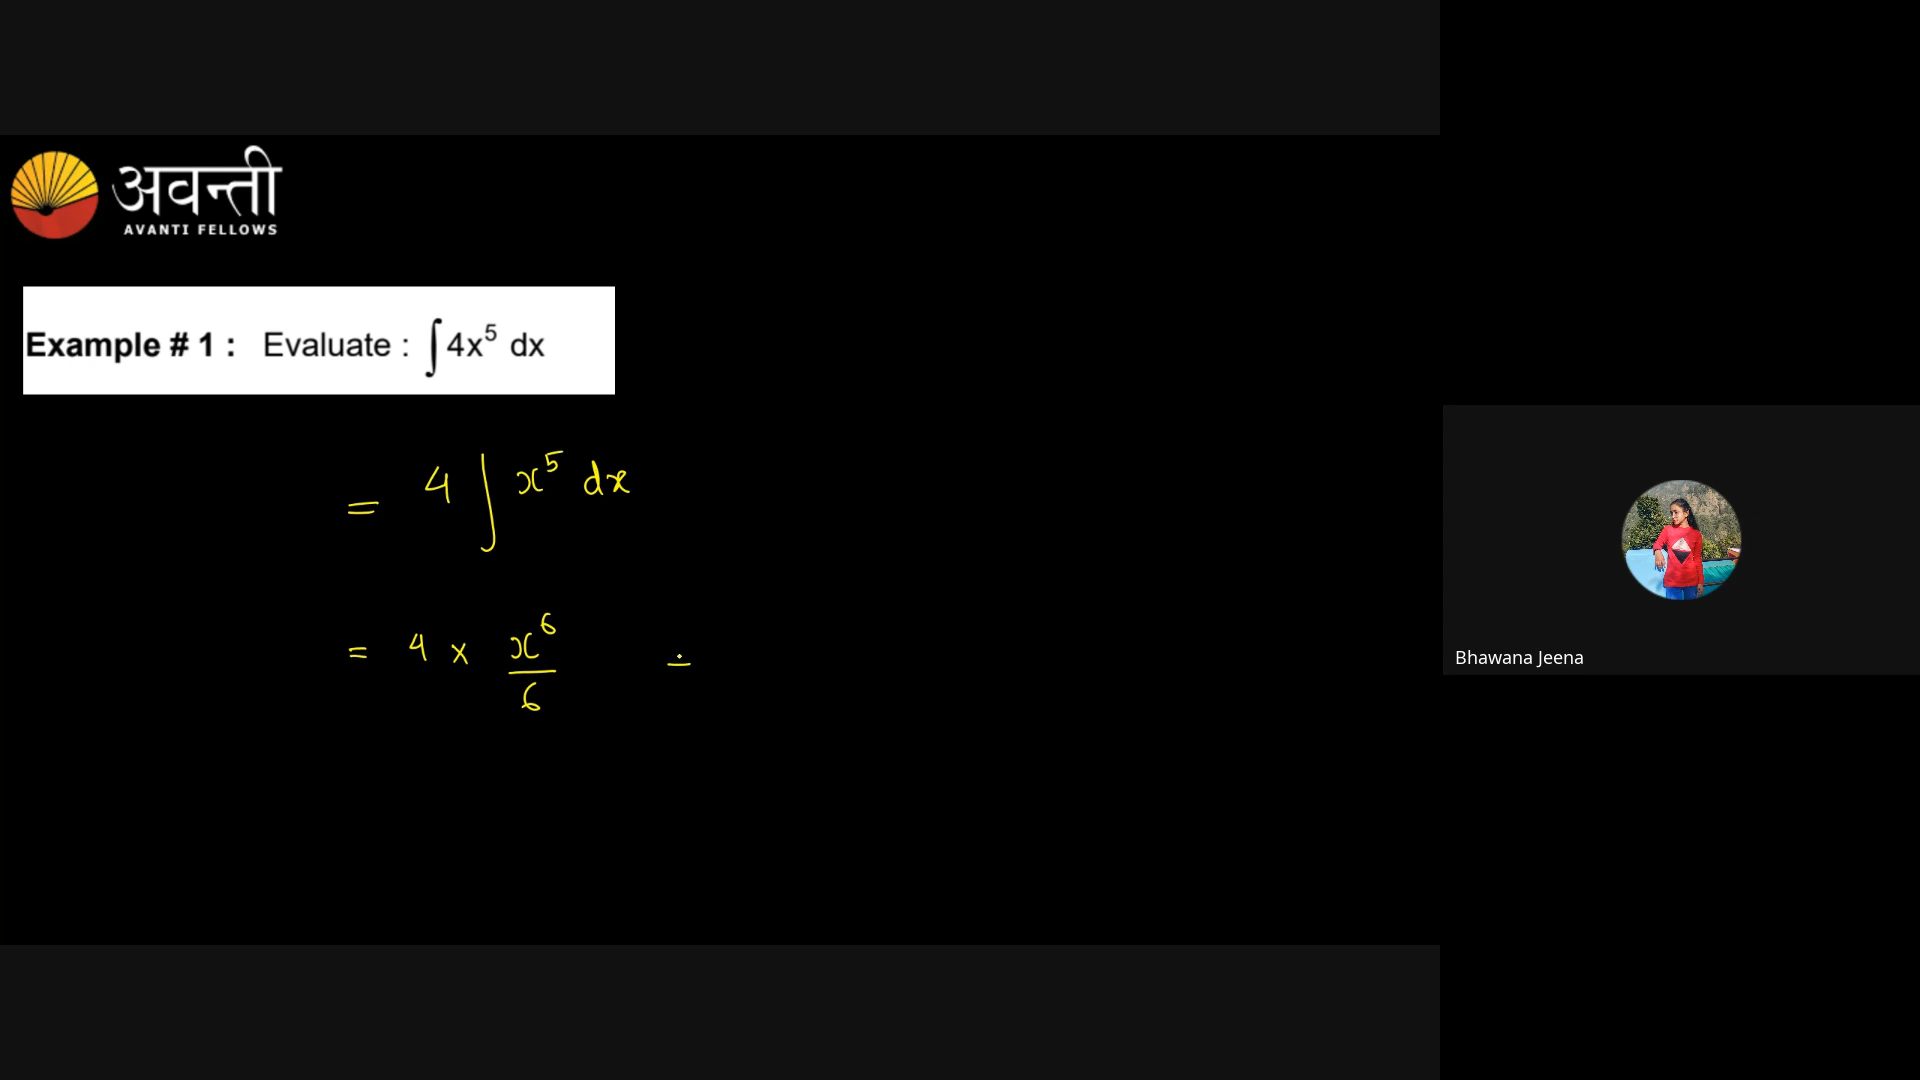 अवन्ती
AVANTI FELLOWS
Example # 1 : Evaluate : ∫4x⁵ dx
= 4 ∫ x⁵ dx
= 4 × x⁶/6 =
Bhawana Jeena